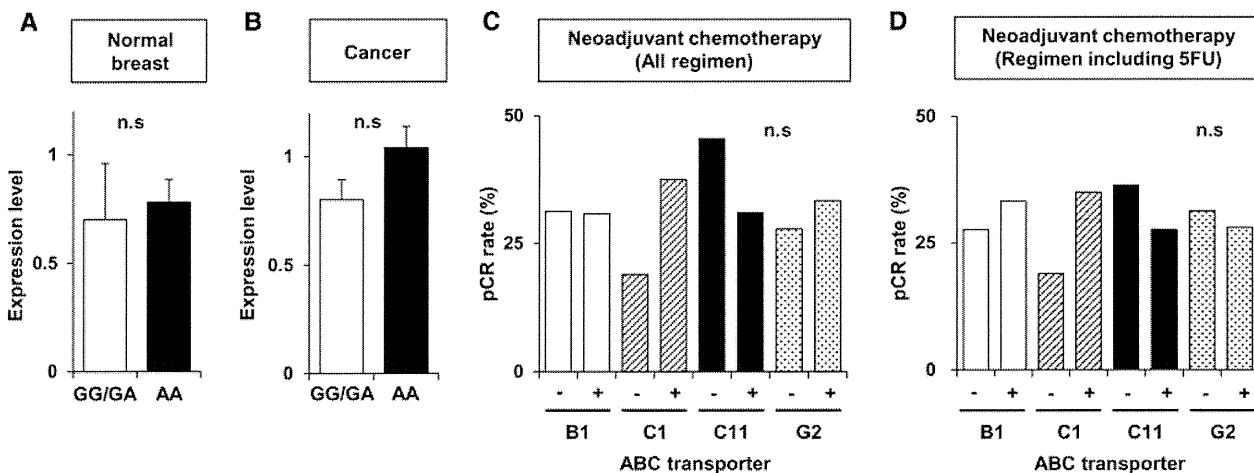 A
Normal
breast
n.s
Expression level
1
0.5
0
GG/GA AA
B
Cancer
n.s
Expression level
1
0.5
0
GG/GA AA
C
Neoadjuvant chemotherapy
(All regimen)
n.s
pCR rate (%)
50
25
0
- + - + - + - +
B1 C1 C11 G2
ABC transporter
D
Neoadjuvant chemotherapy
(Regimen including 5FU)
n.s
pCR rate (%)
50
25
0
- + - + - + - +
B1 C1 C11 G2
ABC transporter